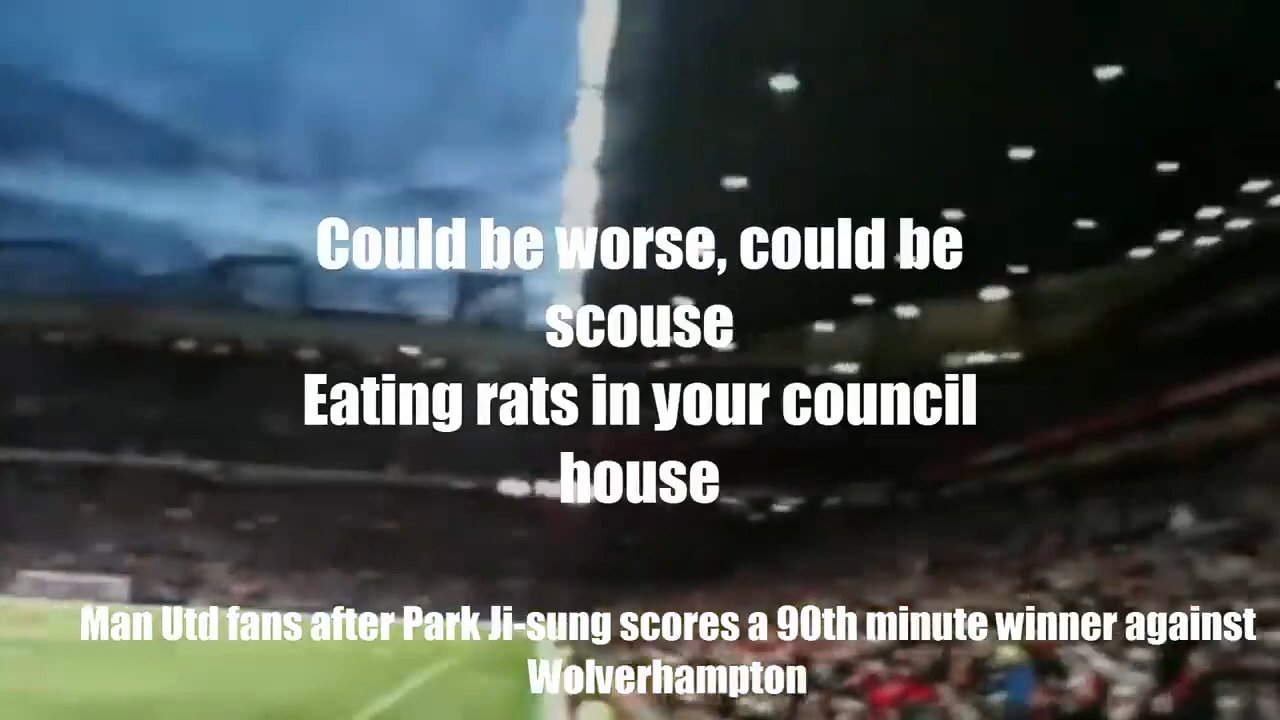 Could be worse, could be
scouse
Eating rats in your council
house
Man Utd fans after Park Ji-sung scores a 90th minute winner against
Wolverhampton